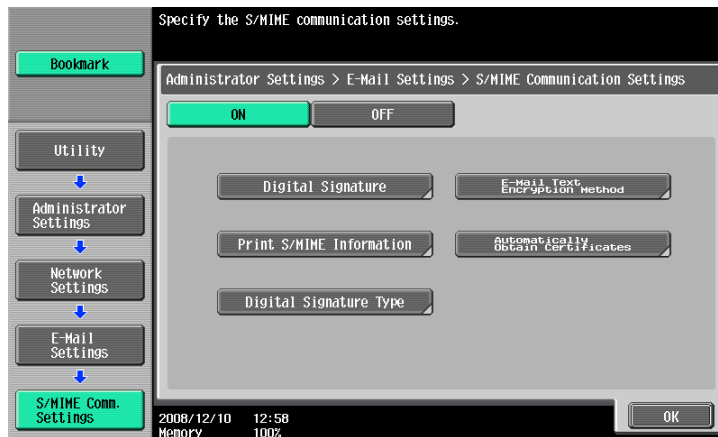 Specify the S/MIME communication settings.
Bookmark
Administrator Settings > E-Mail Settings > S/MIME Communication Settings
ON
OFF
Utility
Administrator
Settings
Network
Settings
E-Mail
Settings
S/MIME Comm.
Settings
Digital Signature
E-Mail Text
Encryption Method
Print S/MIME Information
Automatically
Obtain Certificates
Digital Signature Type
2008/12/10 12:58
Memory 100%
OK